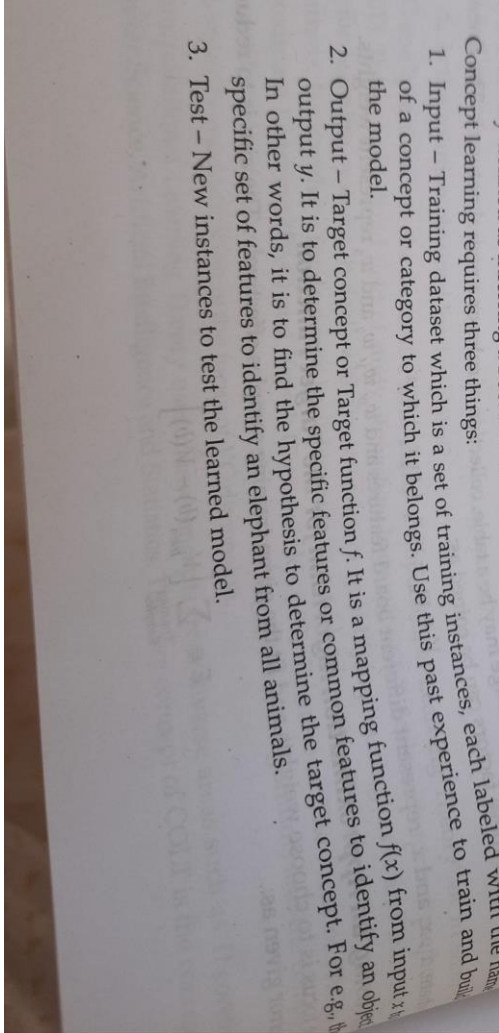 Concept learning requires three things:
1. Input – Training dataset which is a set of training instances, each labeled with the
of a concept or category to which it belongs. Use this past experience to train and
the model.
2. Output – Target concept or Target function f. It is a mapping function f(x) from input x
output y. It is to determine the specific features or common features to identify an
In other words, it is to find the hypothesis to determine the target concept. For e.g.,
specific set of features to identify an elephant from all animals.
3. Test – New instances to test the learned model.